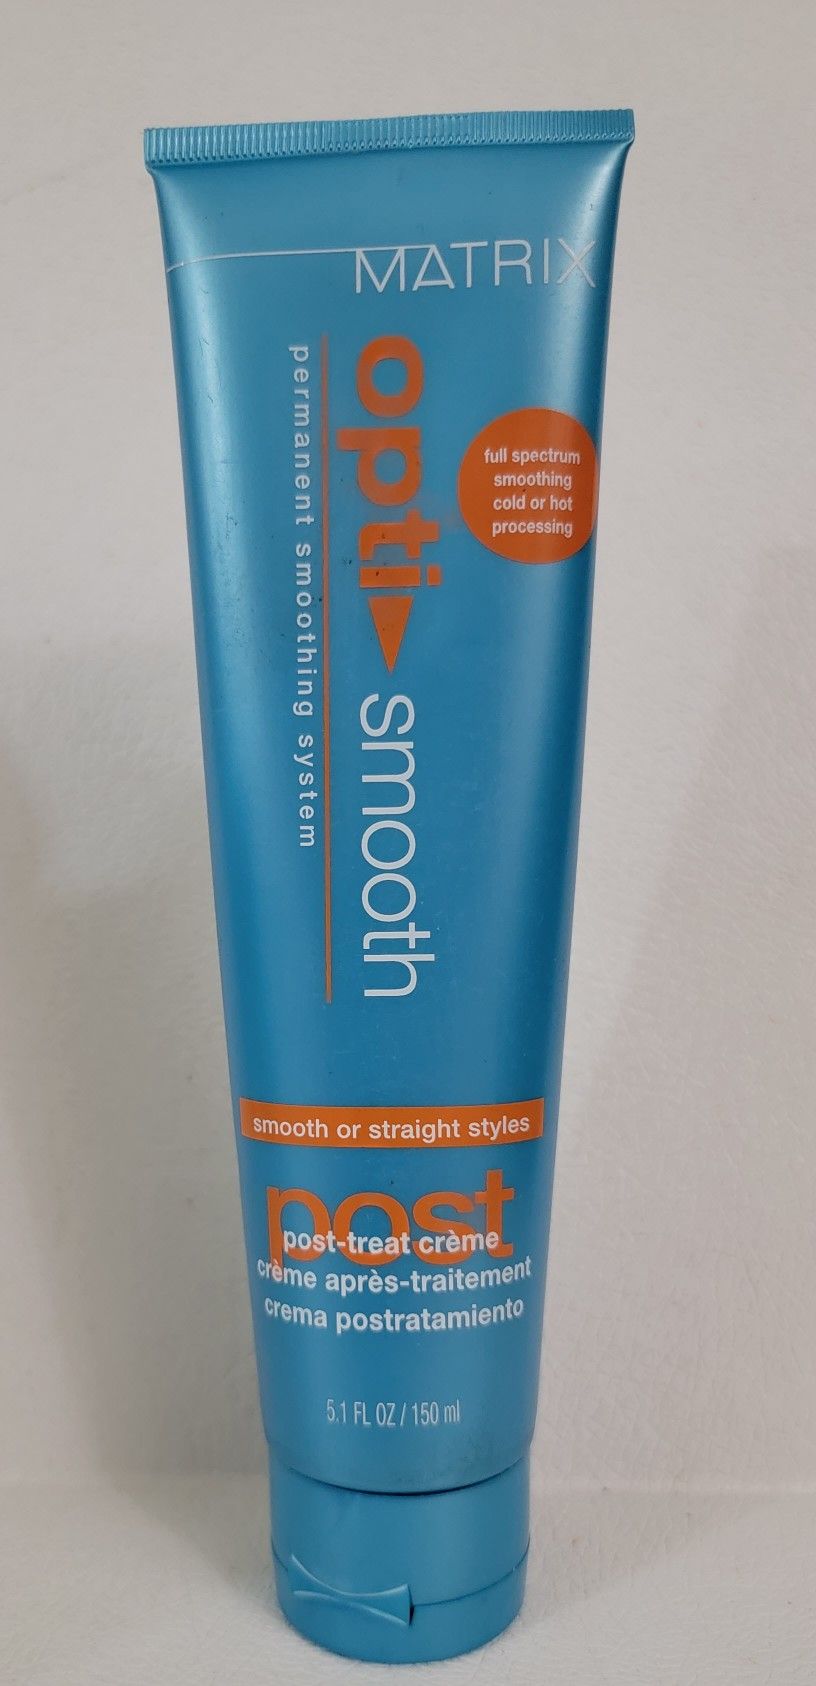 MATRIX
opti
smooth
permanent smoothing system
full spectrum
smoothing
cold or hot
processing
smooth or straight styles
post
post-treat crème
crème après-traitement
crema postratamiento
5.1 FL OZ / 150 ml